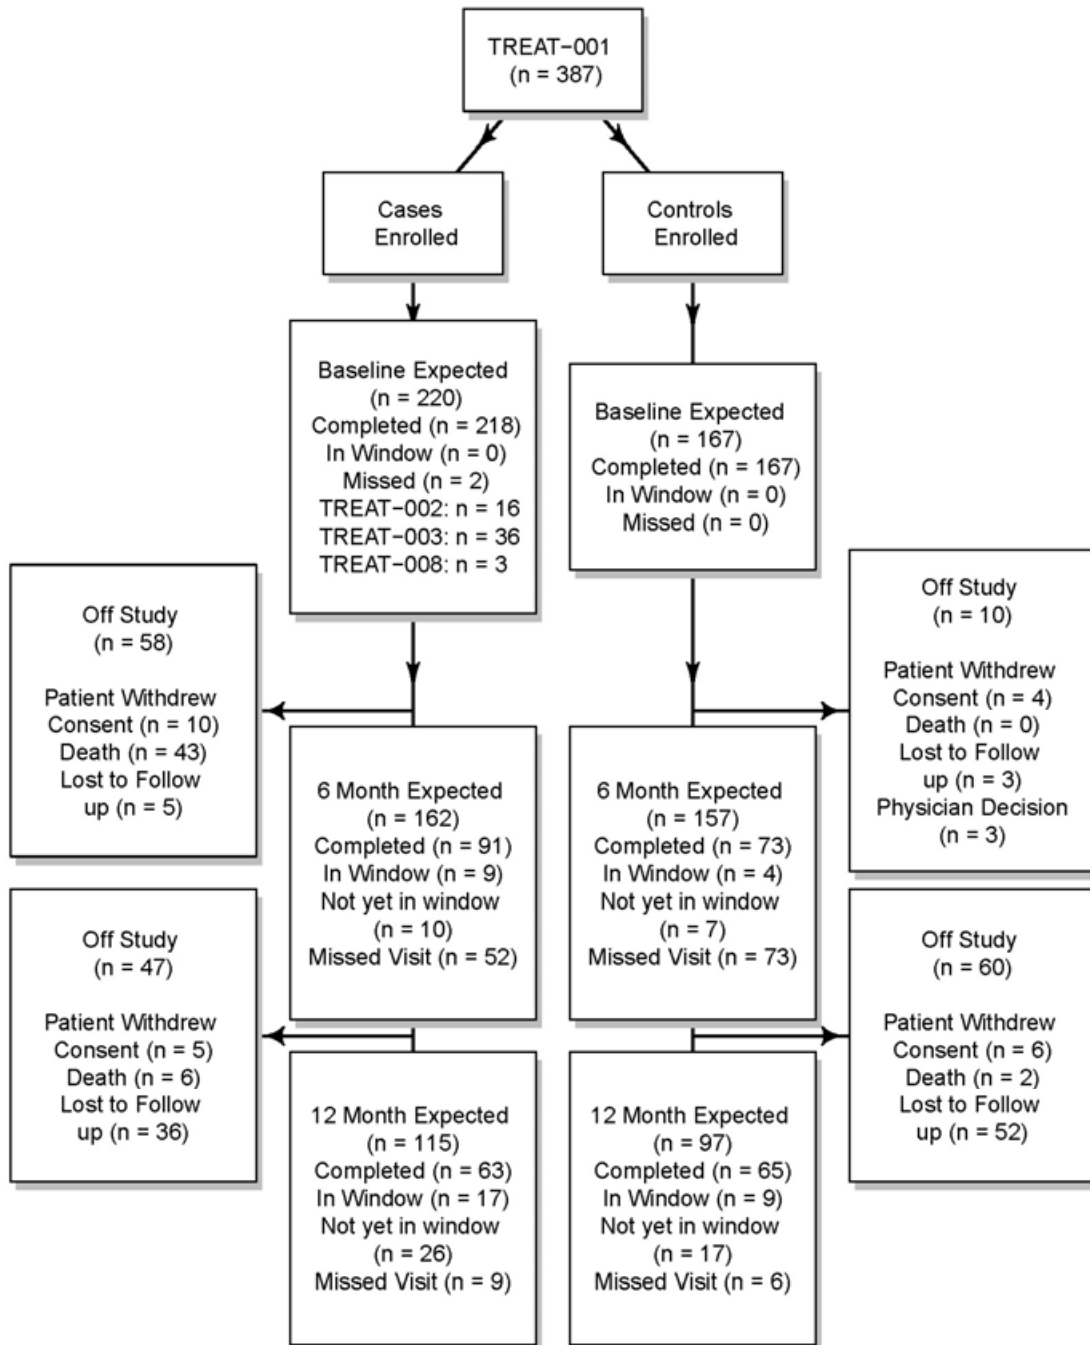 TREAT−001
(n = 387)
Cases
Enrolled
Controls
Enrolled
Baseline Expected
(n = 220)
Completed (n = 218)
In Window (n = 0)
Missed (n = 2)
TREAT−002: n = 16
TREAT−003: n = 36
TREAT−008: n = 3
Baseline Expected
(n = 167)
Completed (n = 167)
In Window (n = 0)
Missed (n = 0)
Off Study
(n = 58)
Patient Withdrew
Consent (n = 10)
Death (n = 43)
Lost to Follow
up (n = 5)
Off Study
(n = 10)
Patient Withdrew
Consent (n = 4)
Death (n = 0)
Lost to Follow
up (n = 3)
Physician Decision
(n = 3)
6 Month Expected
(n = 162)
Completed (n = 91)
In Window (n = 9)
Not yet in window
(n = 10)
Missed Visit (n = 52)
6 Month Expected
(n = 157)
Completed (n = 73)
In Window (n = 4)
Not yet in window
(n = 7)
Missed Visit (n = 73)
Off Study
(n = 47)
Patient Withdrew
Consent (n = 5)
Death (n = 6)
Lost to Follow
up (n = 36)
Off Study
(n = 60)
Patient Withdrew
Consent (n = 6)
Death (n = 2)
Lost to Follow
up (n = 52)
12 Month Expected
(n = 115)
Completed (n = 63)
In Window (n = 17)
Not yet in window
(n = 26)
Missed Visit (n = 9)
12 Month Expected
(n = 97)
Completed (n = 65)
In Window (n = 9)
Not yet in window
(n = 17)
Missed Visit (n = 6)